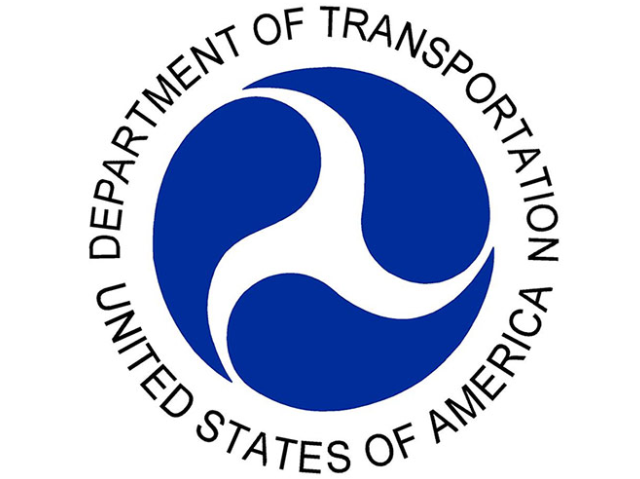 DEPARTMENT OF TRANSPORTATION
UNITED STATES OF AMERICA